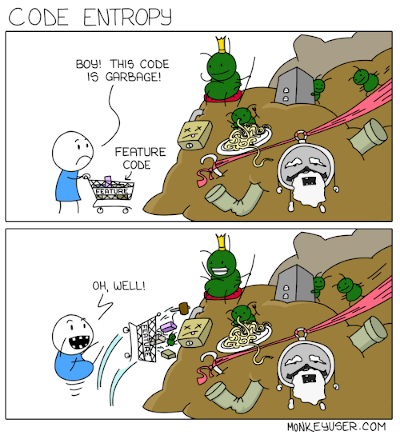 CODE ENTROPY
BOY! THIS CODE
IS GARBAGE!
FEATURE
CODE
FEATURE
OH, WELL!
MONKEYUSER.COM